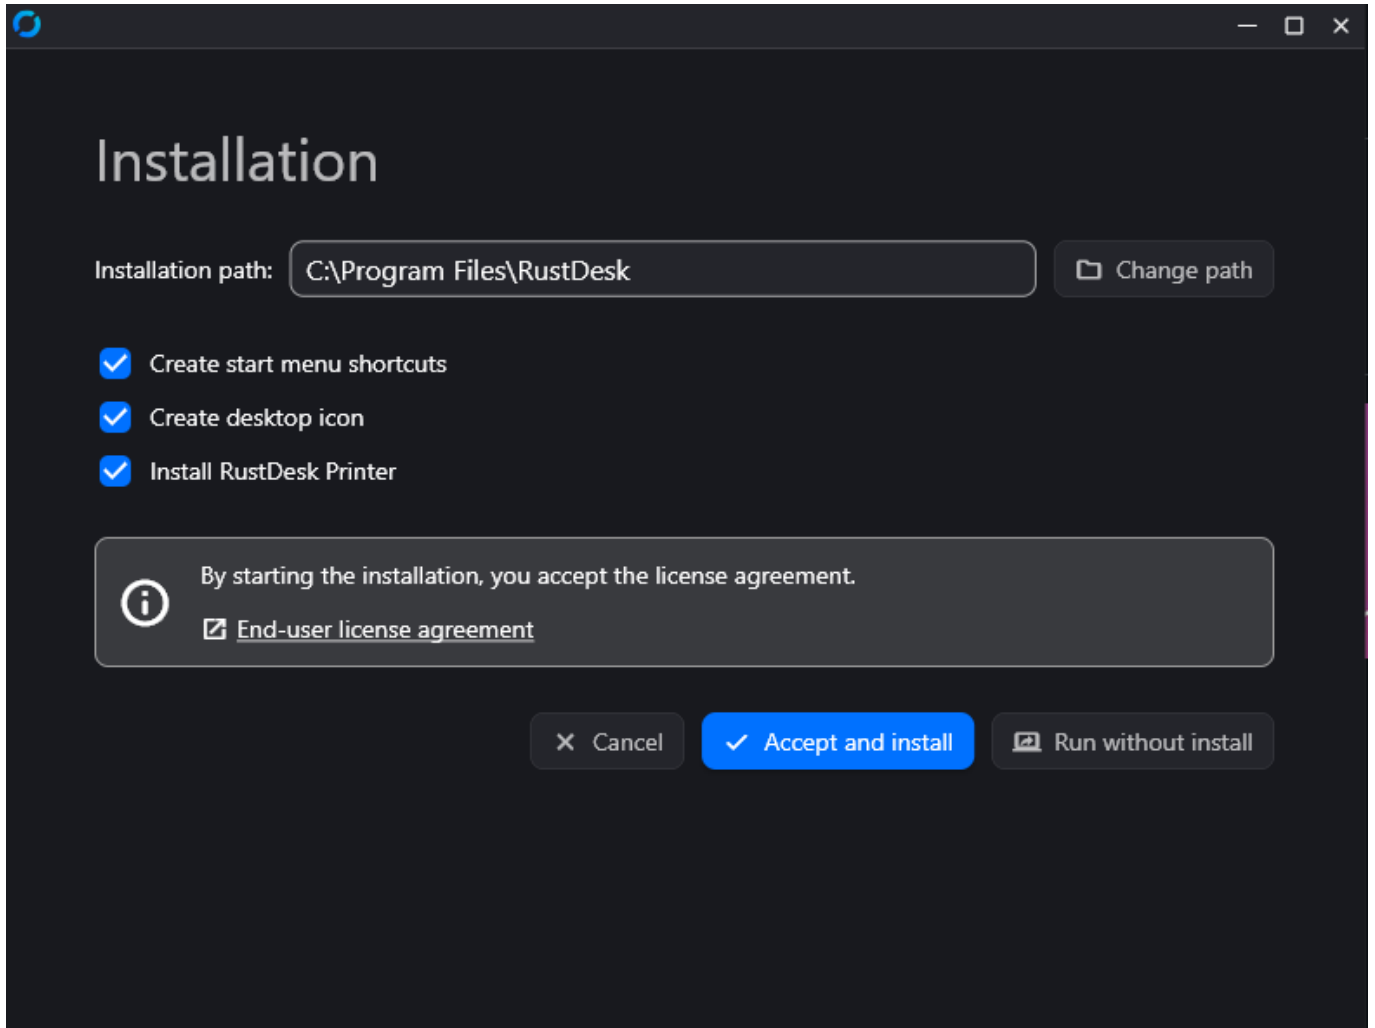 Installation
Installation path: C:\Program Files\RustDesk Change path
Create start menu shortcuts
Create desktop icon
Install RustDesk Printer
By starting the installation, you accept the license agreement.
End-user license agreement
Cancel Accept and install Run without install